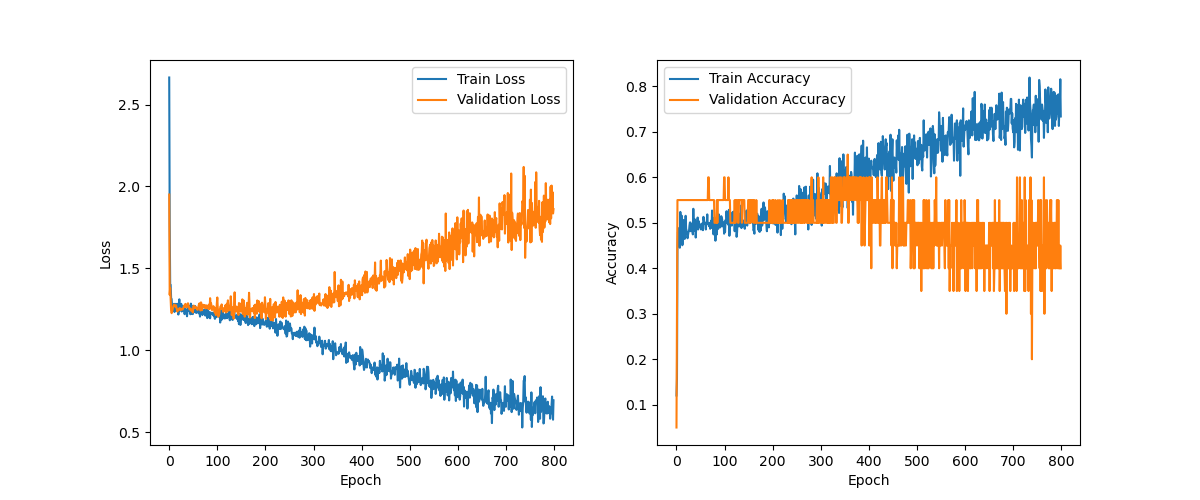 Train Loss
Validation Loss
2.5
2.0
1.5
1.0
0.5
Loss
0 100 200 300 400 500 600 700 800
Epoch
Train Accuracy
Validation Accuracy
0.8
0.7
0.6
0.5
0.4
0.3
0.2
0.1
Accuracy
0 100 200 300 400 500 600 700 800
Epoch